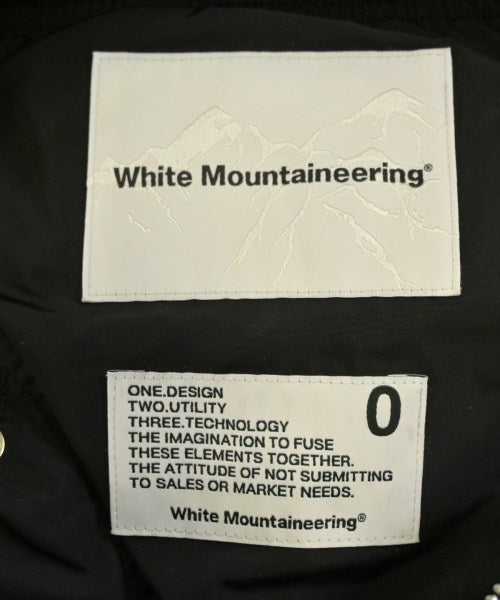 White Mountaineering®
ONE.DESIGN
TWO.UTILITY
THREE.TECHNOLOGY
THE IMAGINATION TO FUSE
THESE ELEMENTS TOGETHER.
THE ATTITUDE OF NOT SUBMITTING
TO SALES OR MARKET NEEDS.
0
White Mountaineering®